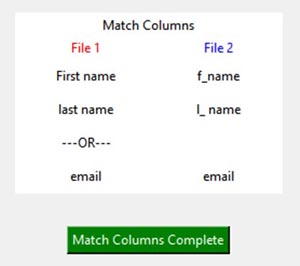 Match Columns
File 1 File 2
First name f_name
last name l_ name
---OR---
email email
Match Columns Complete